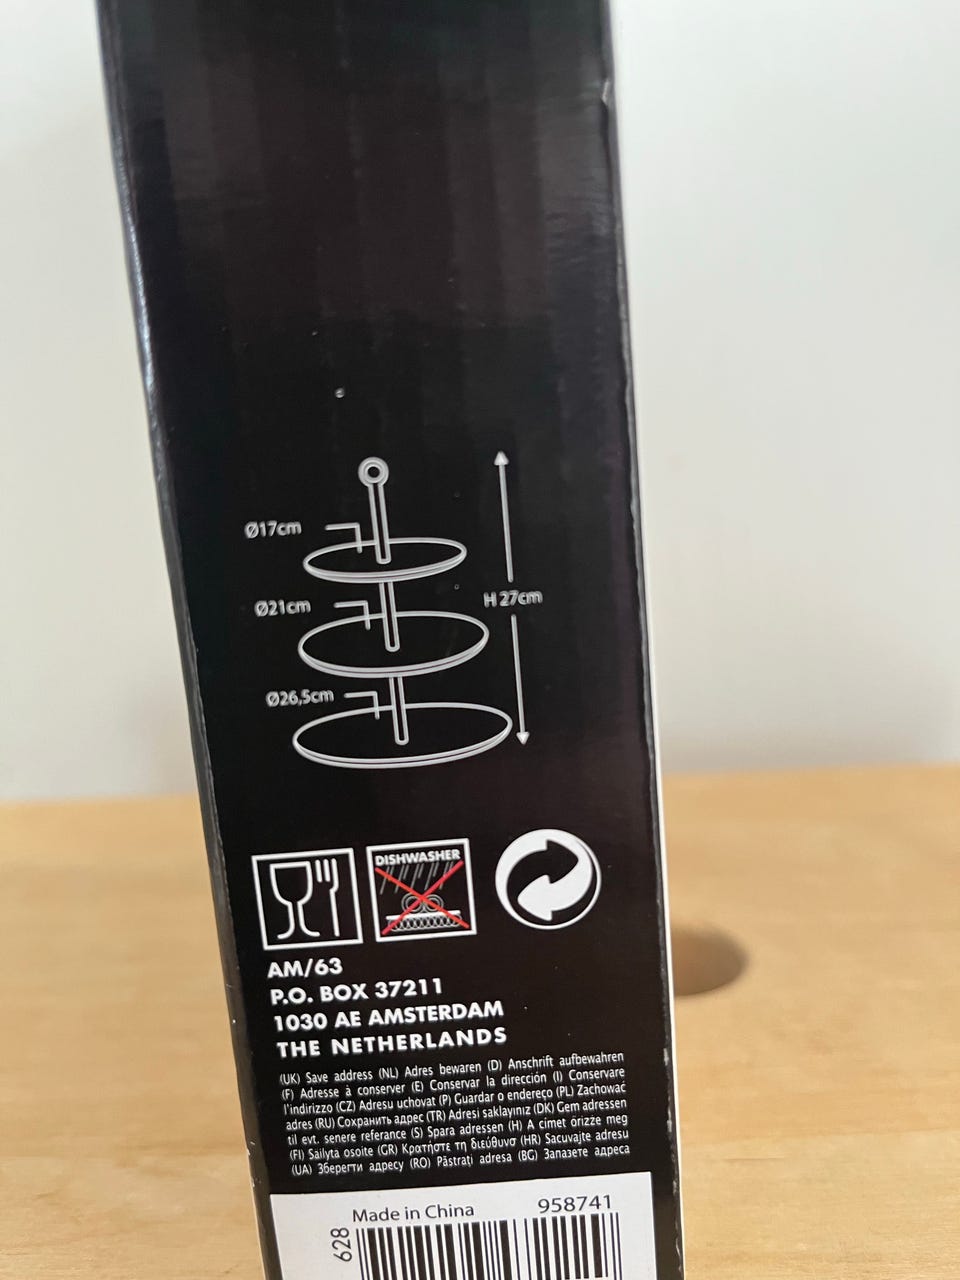 Ø17cm
Ø21cm
H 27cm
Ø26,5cm
DISHWASHER
AM/63
P.O. BOX 37211
1030 AE AMSTERDAM
THE NETHERLANDS
(UK) Save address (NL) Adres bewaren (D) Anschrift aufbewahren
(F) Adresse à conserver (E) Conservar la dirección (I) Conservare
l'indirizzo (CZ) Adresu uchovat (P) Guardar o endereço (PL) Zachować
adres (RU) Сохранить адрес (TR) Adresi saklayınız (DK) Gem adressen
til evt. senere referance (S) Spara adressen (H) A címet őrizze meg
(FI) Sailyta osoite (GR) Κρατήστε τη διεύθυνσ (HR) Sacuvajte adresu
(UA) Зберегти адресу (RO) Păstrați adresa (BG) Запазете адреса
Made in China 958741
628